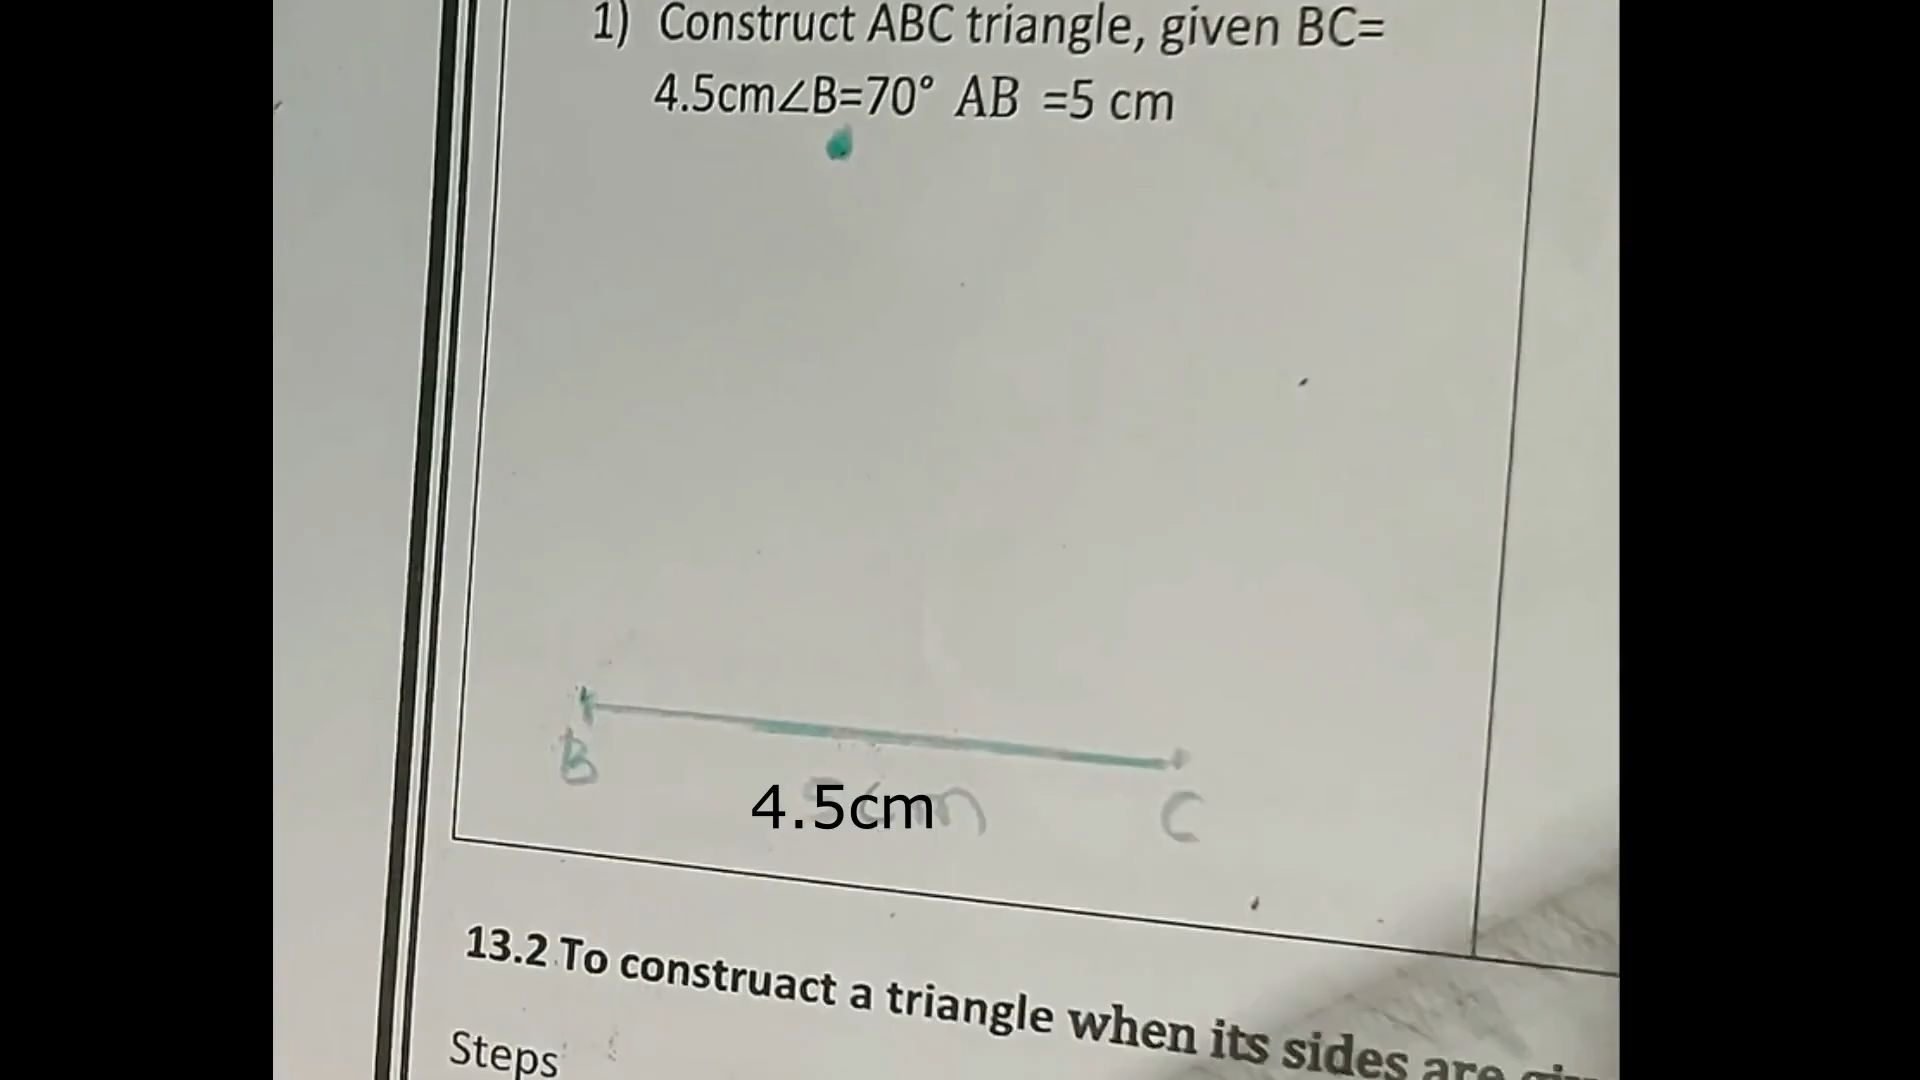 1) Construct ABC triangle, given BC=
4.5cm∠B=70° AB =5 cm
B
4.5cm
C
13.2 To construact a triangle when its sides are
Steps